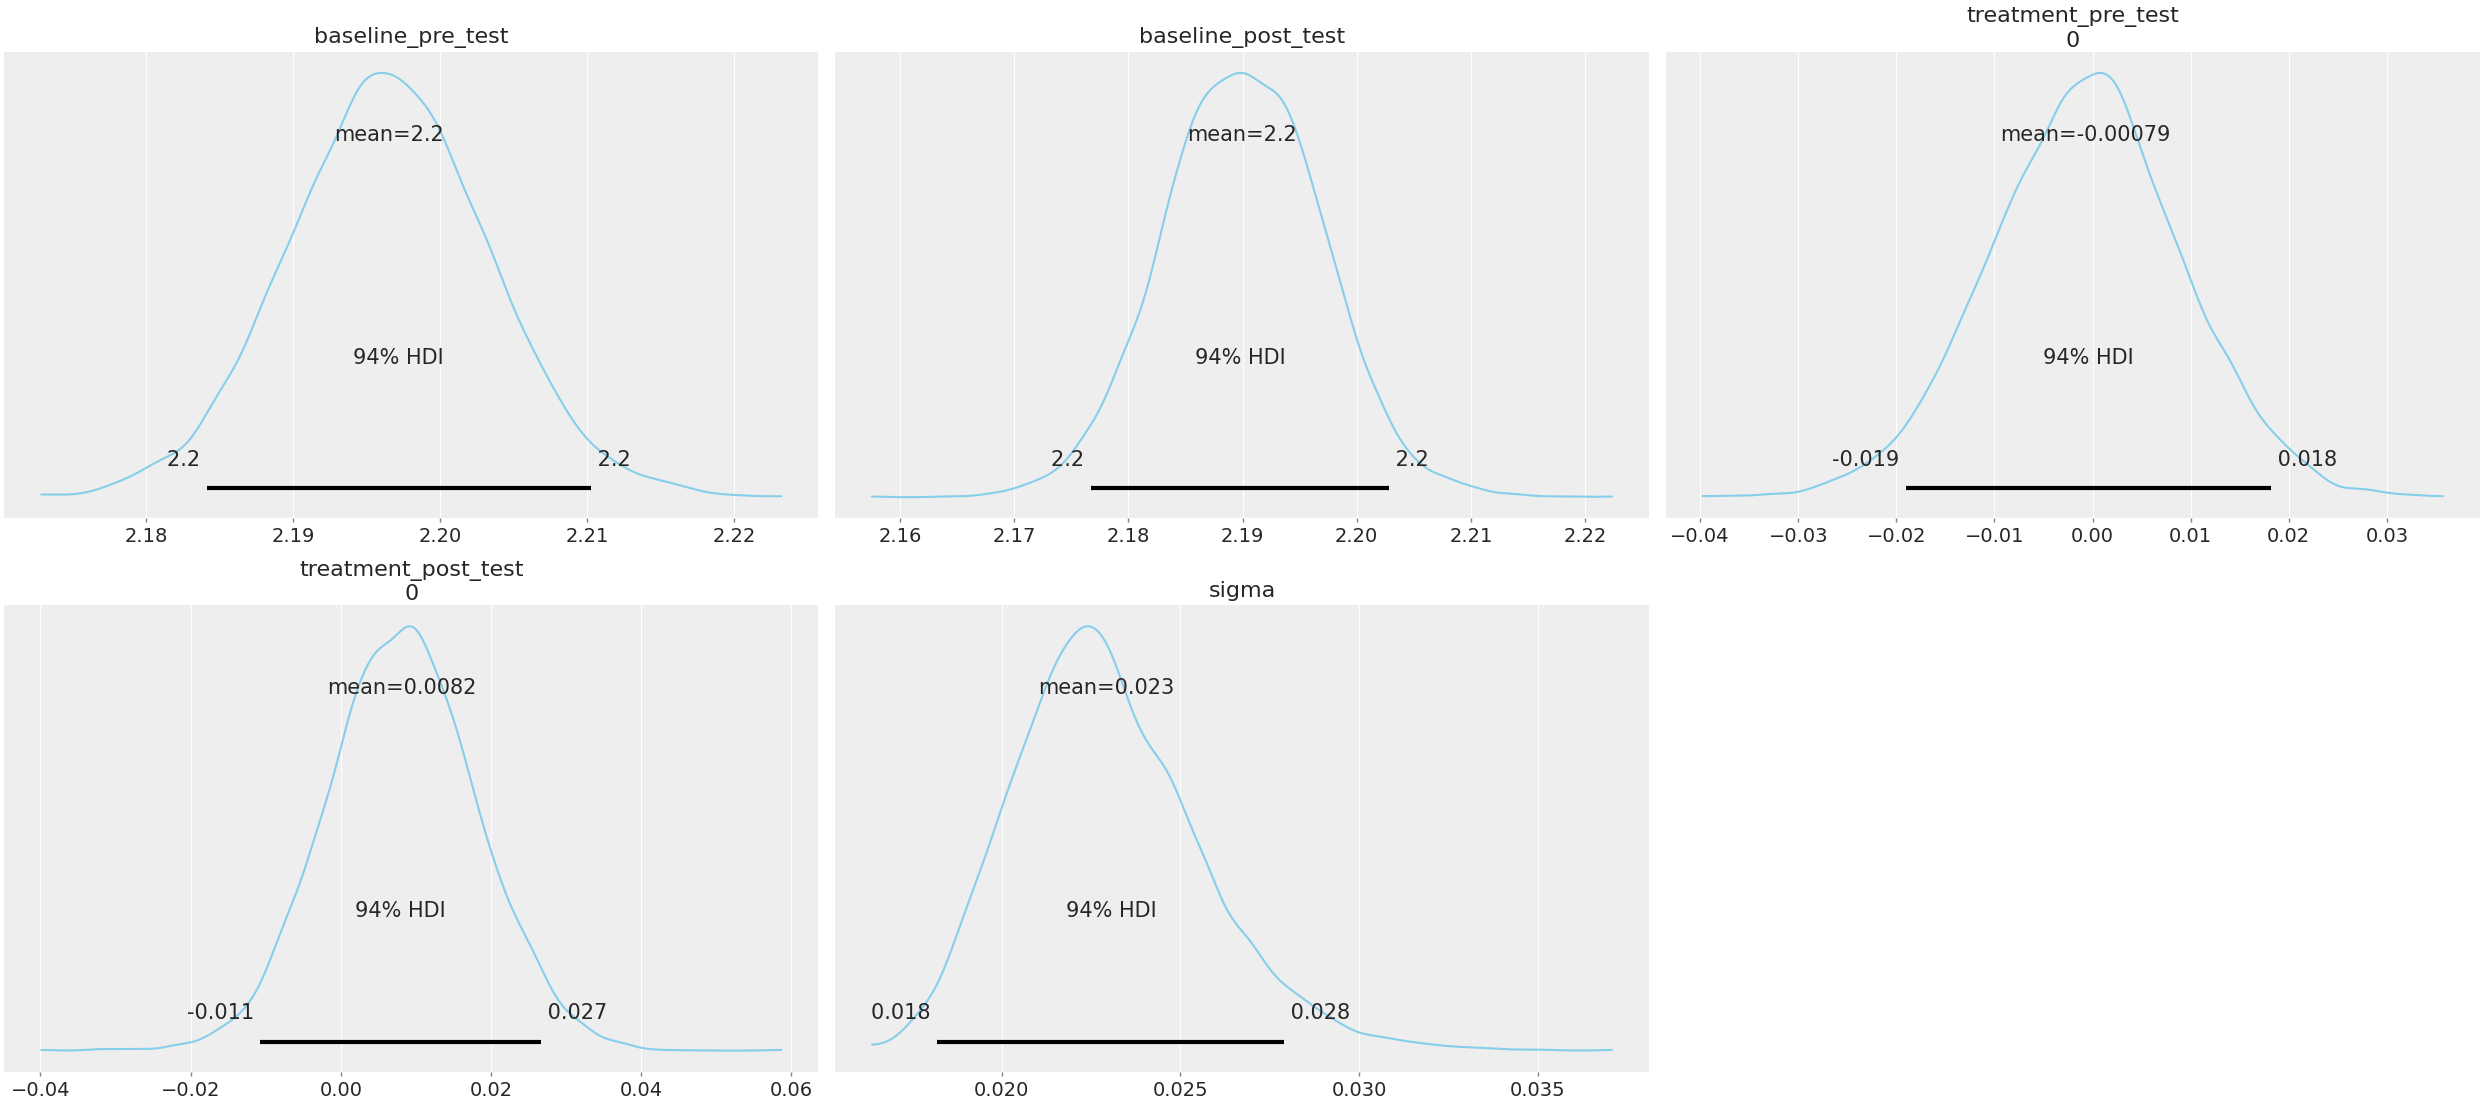 baseline_pre_test
mean=2.2
94% HDI
2.2 2.2
2.18 2.19 2.20 2.21 2.22
baseline_post_test
mean=2.2
94% HDI
2.2 2.2
2.16 2.17 2.18 2.19 2.20 2.21 2.22
treatment_pre_test
0
mean=-0.00079
94% HDI
-0.019 0.018
−0.04 −0.03 −0.02 −0.01 0.00 0.01 0.02 0.03
treatment_post_test
0
mean=0.0082
94% HDI
-0.011 0.027
−0.04 −0.02 0.00 0.02 0.04 0.06
sigma
mean=0.023
94% HDI
0.018 0.028
0.020 0.025 0.030 0.035